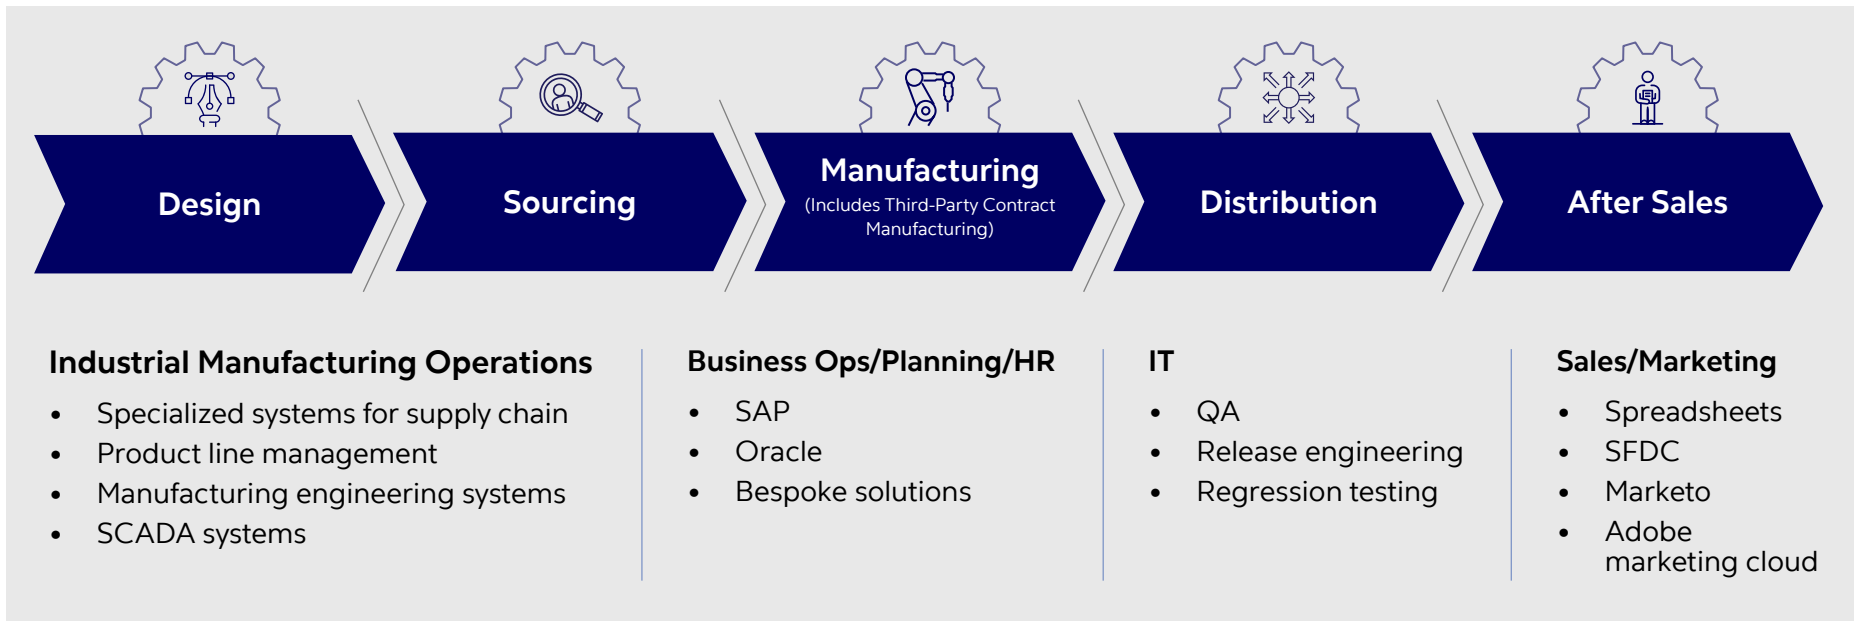 Design
Sourcing
Manufacturing
(Includes Third-Party Contract
Manufacturing)
Distribution
After Sales
Industrial Manufacturing Operations
• Specialized systems for supply chain
• Product line management
• Manufacturing engineering systems
• SCADA systems
Business Ops/Planning/HR
• SAP
• Oracle
• Bespoke solutions
IT
• QA
• Release engineering
• Regression testing
Sales/Marketing
• Spreadsheets
• SFDC
• Marketo
• Adobe
marketing cloud